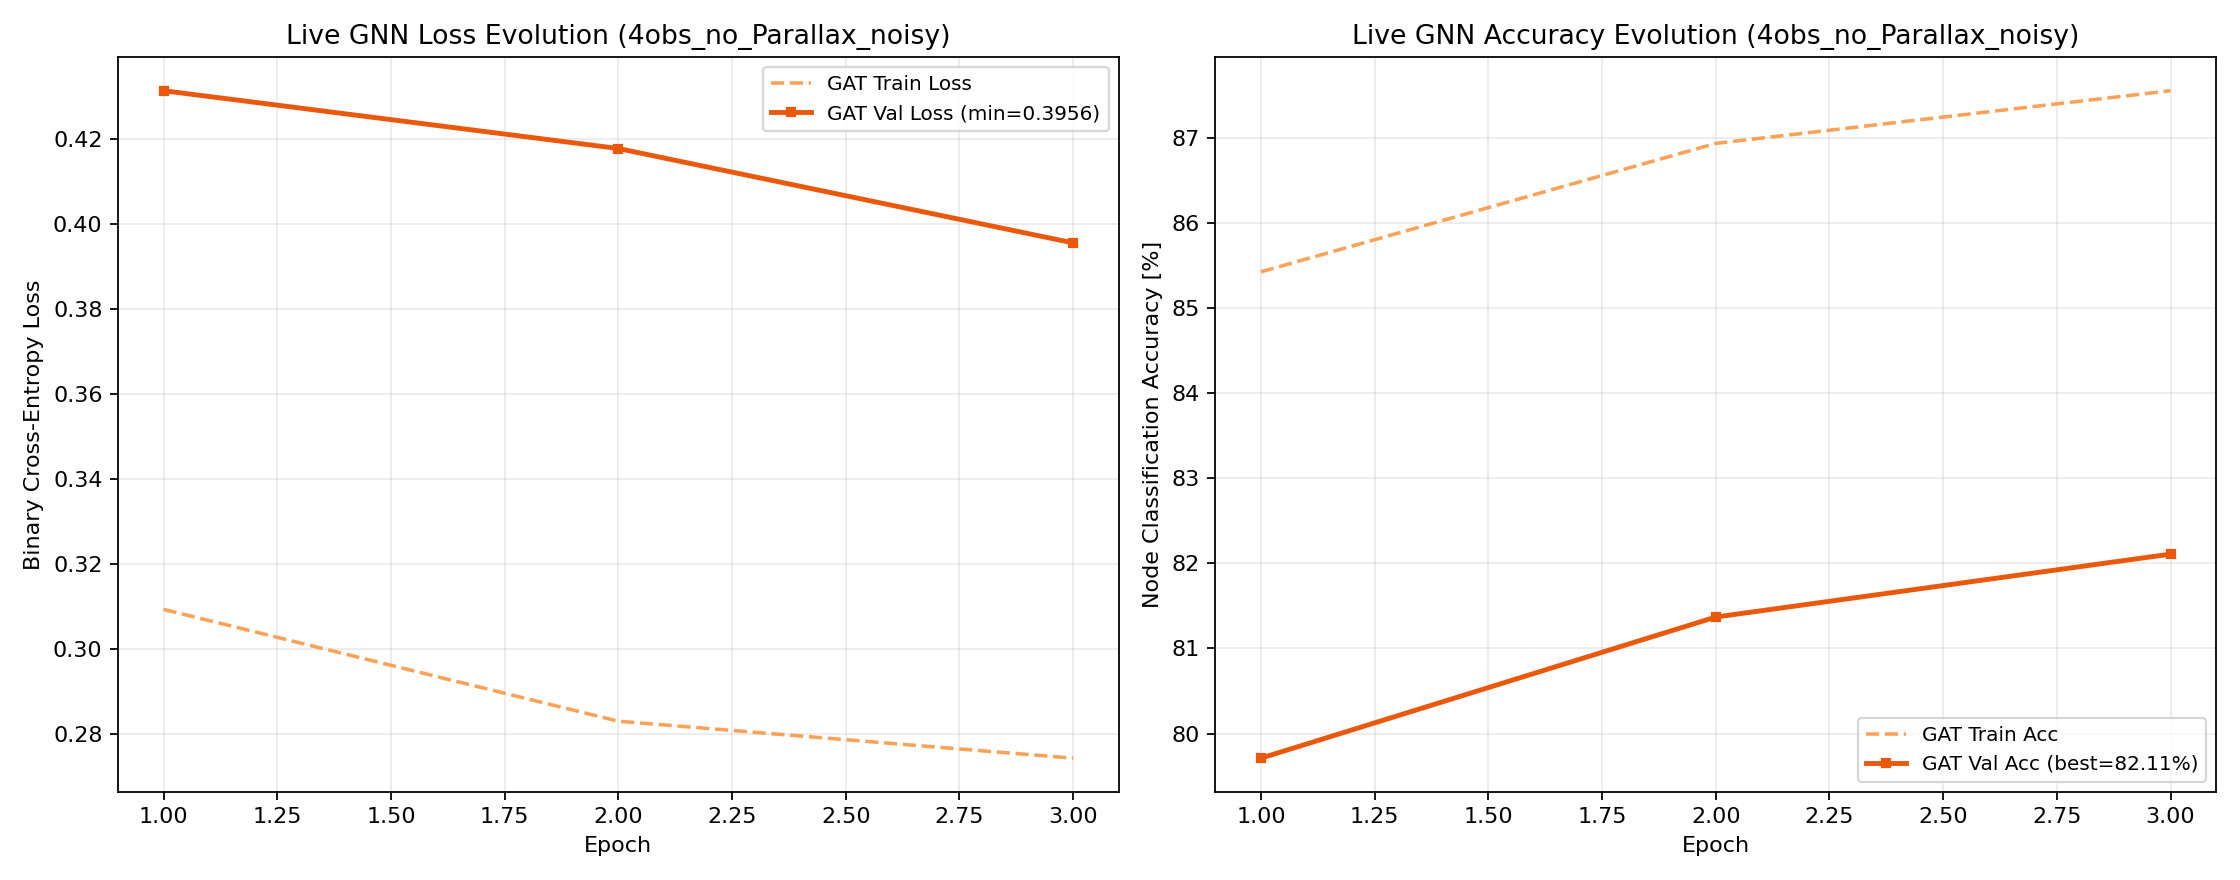 Live GNN Loss Evolution (4obs_no_Parallax_noisy)
GAT Train Loss
GAT Val Loss (min=0.3956)
Binary Cross-Entropy Loss
0.42
0.40
0.38
0.36
0.34
0.32
0.30
0.28
1.00 1.25 1.50 1.75 2.00 2.25 2.50 2.75 3.00
Epoch
Live GNN Accuracy Evolution (4obs_no_Parallax_noisy)
Node Classification Accuracy [%]
87
86
85
84
83
82
81
80
GAT Train Acc
GAT Val Acc (best=82.11%)
1.00 1.25 1.50 1.75 2.00 2.25 2.50 2.75 3.00
Epoch